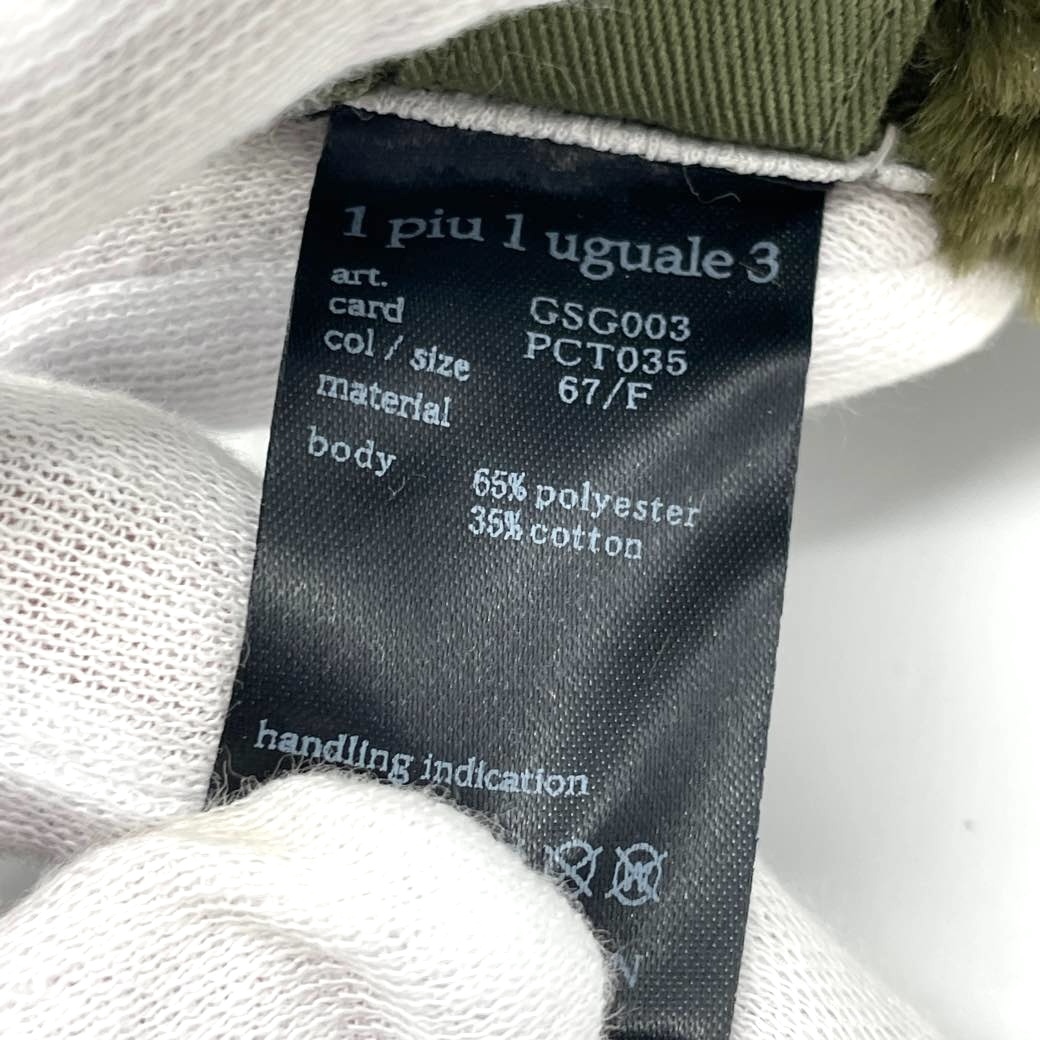 1 piu 1 uguale 3
art. GSG003
card PCT035
col / size 67/F
material
body 65% polyester
35% cotton
handling indication
W
N